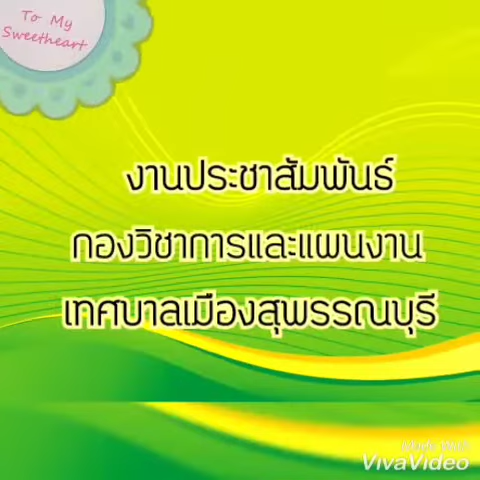 To My
Sweetheart
งานประชาสัมพันธ์
กองวิชาการและแผนงาน
เทศบาลเมืองสุพรรณบุรี
Made With
VivaVideo